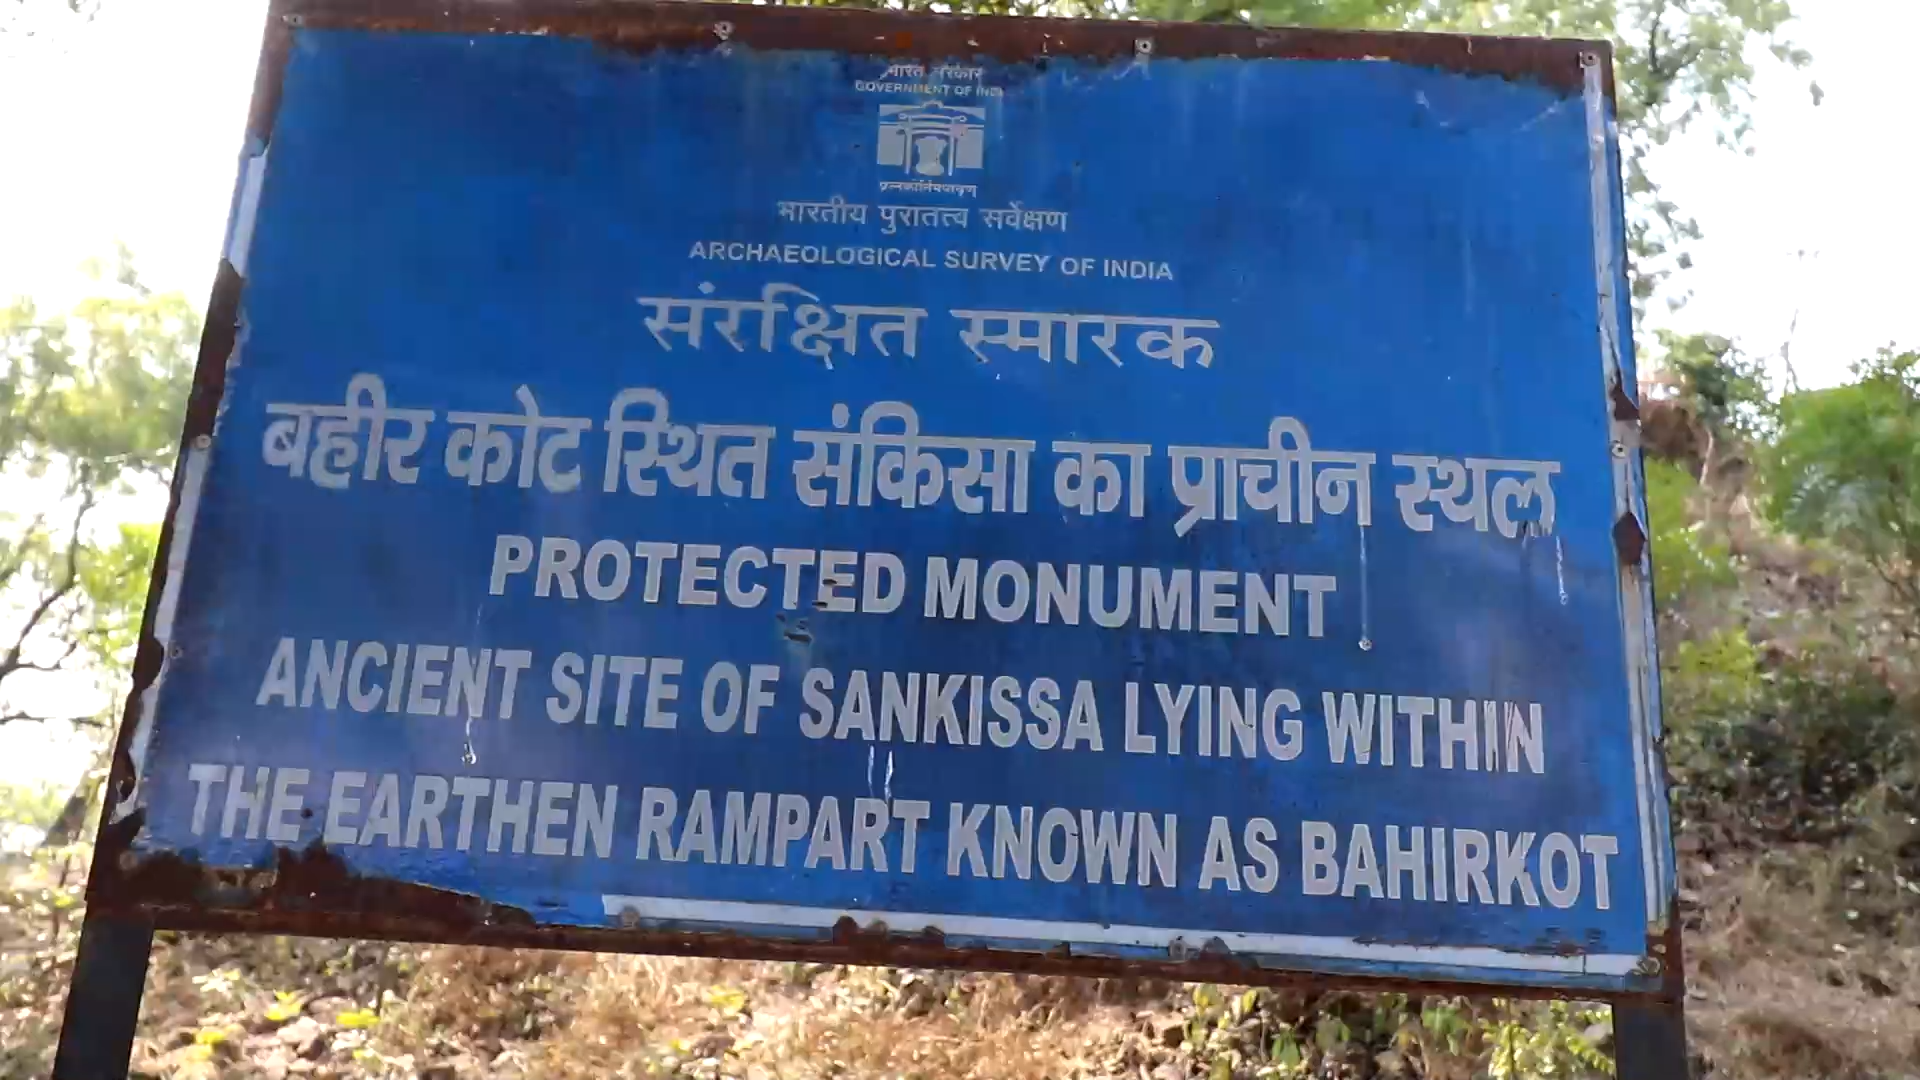 भारत सरकार
GOVERNMENT OF INDIA
भारतीय पुरातत्व सर्वेक्षण
ARCHAEOLOGICAL SURVEY OF INDIA
संरक्षित स्मारक
बहीर कोट स्थित संकिसा का प्राचीन स्थल
PROTECTED MONUMENT
ANCIENT SITE OF SANKISSA LYING WITHIN
THE EARTHEN RAMPART KNOWN AS BAHIRKOT